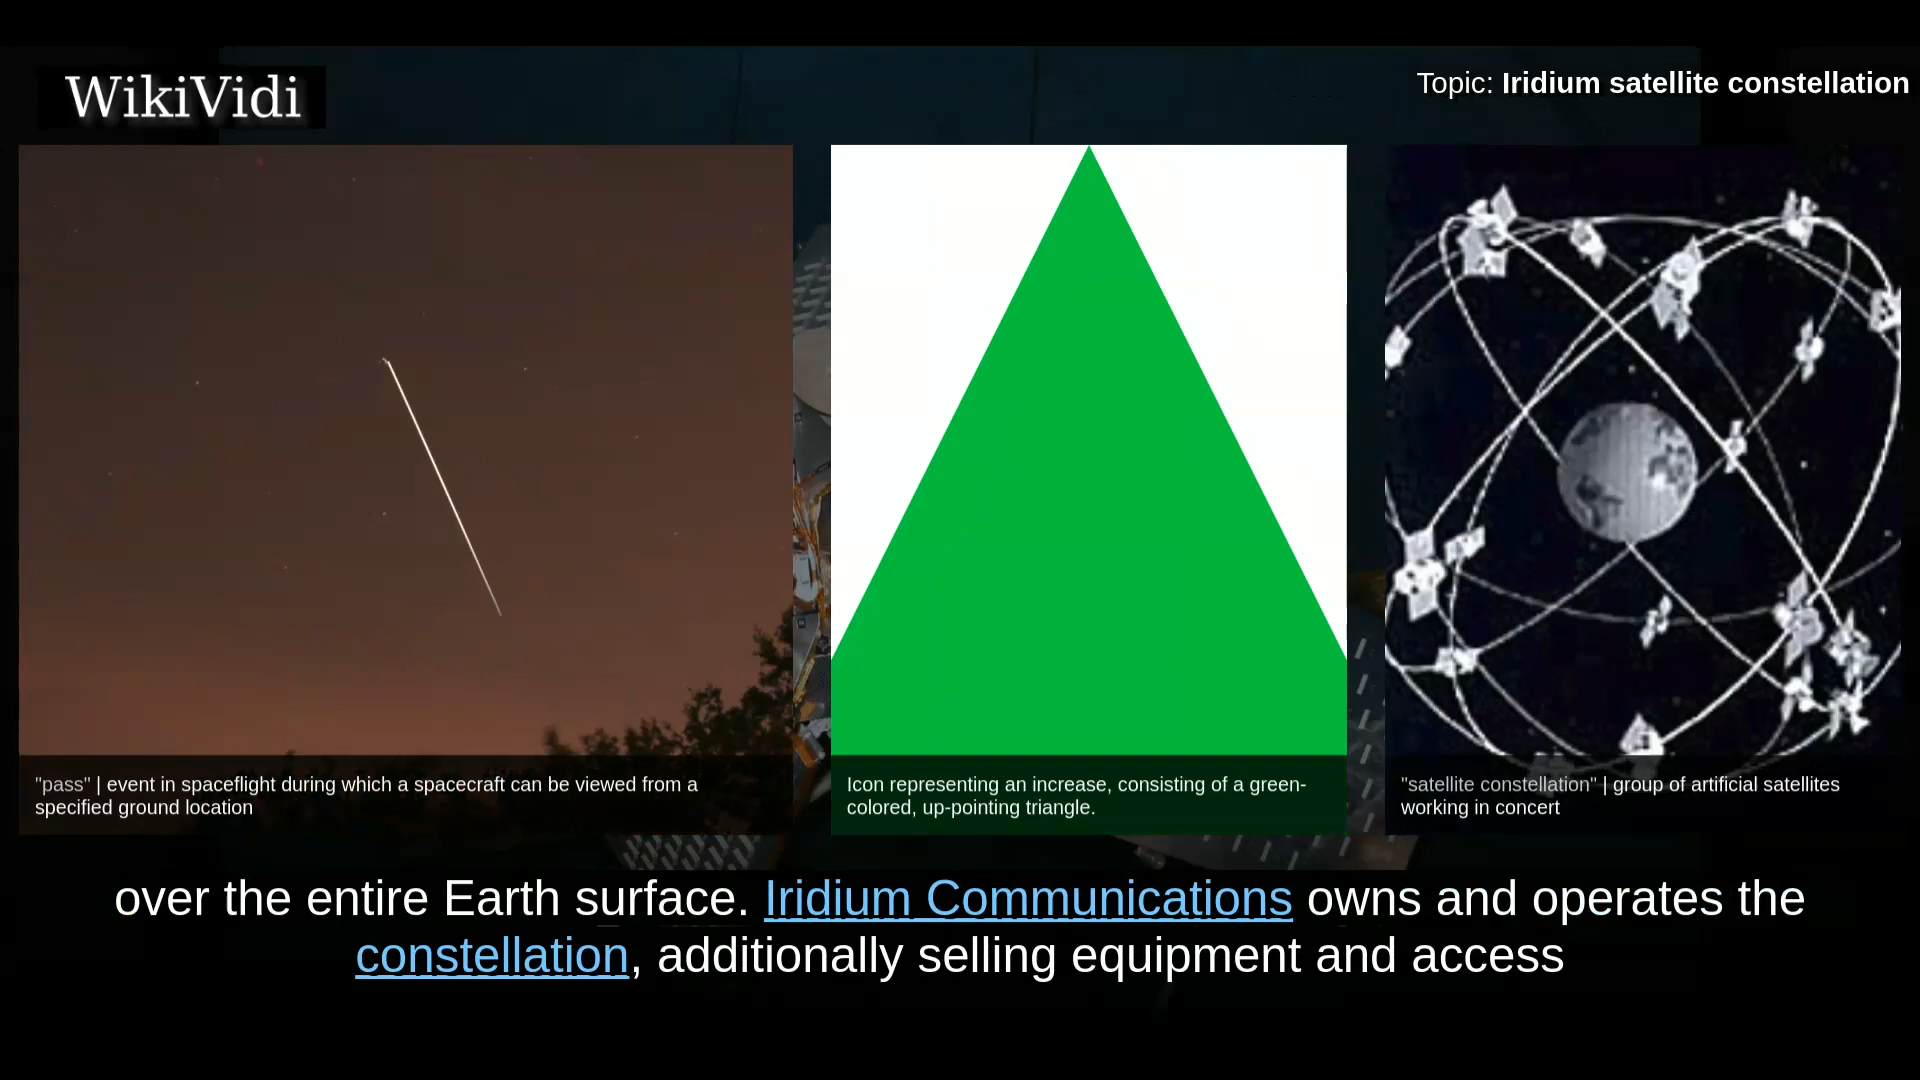 WikiVidi
Topic: Iridium satellite constellation
"pass" | event in spaceflight during which a spacecraft can be viewed from a
specified ground location
Icon representing an increase, consisting of a green-
colored, up-pointing triangle.
"satellite constellation" | group of artificial satellites
working in concert
over the entire Earth surface. Iridium Communications owns and operates the
constellation, additionally selling equipment and access